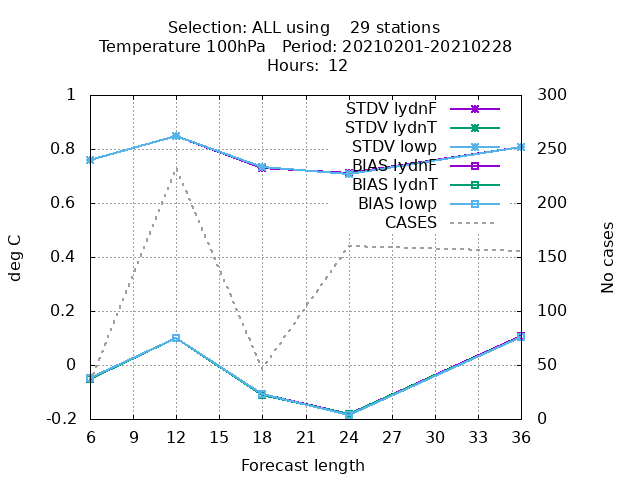 Selection: ALL using    29 stations
Temperature 100hPa   Period: 20210201-20210228
Hours: 12
1
0.8
0.6
0.4
0.2
0
-0.2
deg C
300
250
200
150
100
50
0
No cases
STDV lydnF
STDV lydnT
STDV lowp
BIAS lydnF
BIAS lydnT
BIAS lowp
CASES
6 9 12 15 18 21 24 27 30 33 36
Forecast length